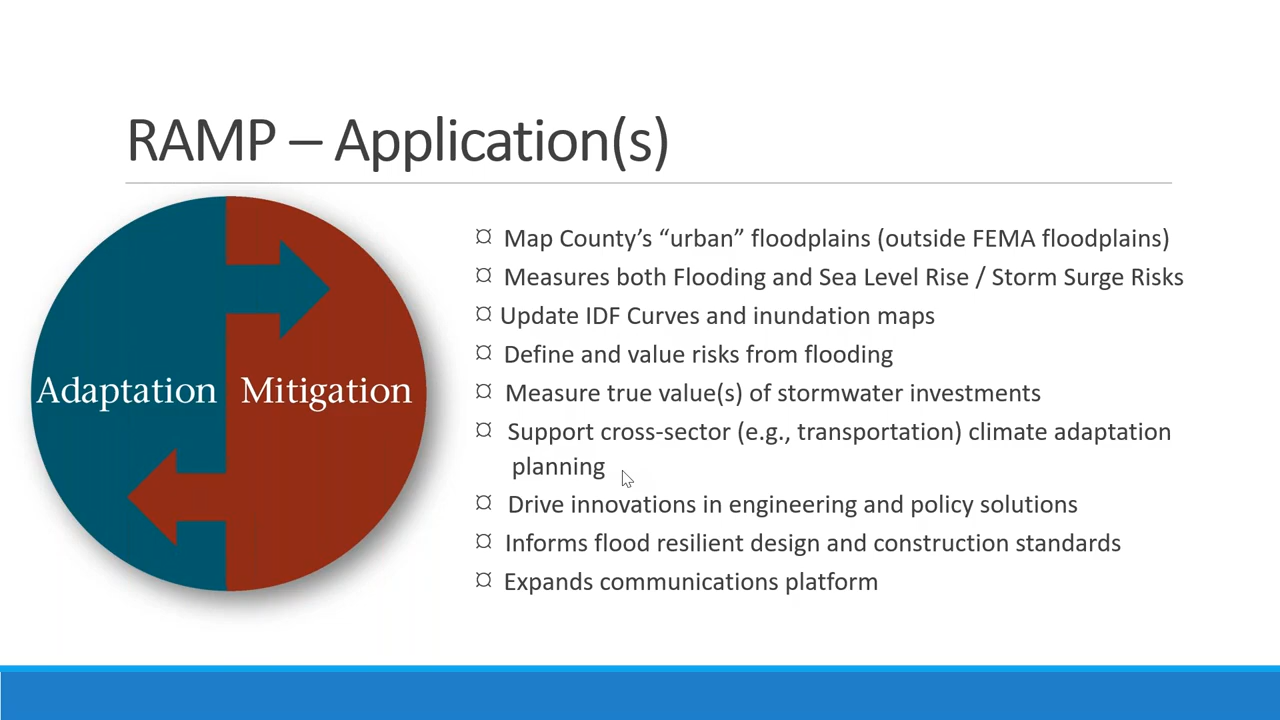 RAMP – Application(s)
Adaptation
Mitigation
¤ Map County’s “urban” floodplains (outside FEMA floodplains)
¤ Measures both Flooding and Sea Level Rise / Storm Surge Risks
¤ Update IDF Curves and inundation maps
¤ Define and value risks from flooding
¤ Measure true value(s) of stormwater investments
¤ Support cross-sector (e.g., transportation) climate adaptation
planning
¤ Drive innovations in engineering and policy solutions
¤ Informs flood resilient design and construction standards
¤ Expands communications platform